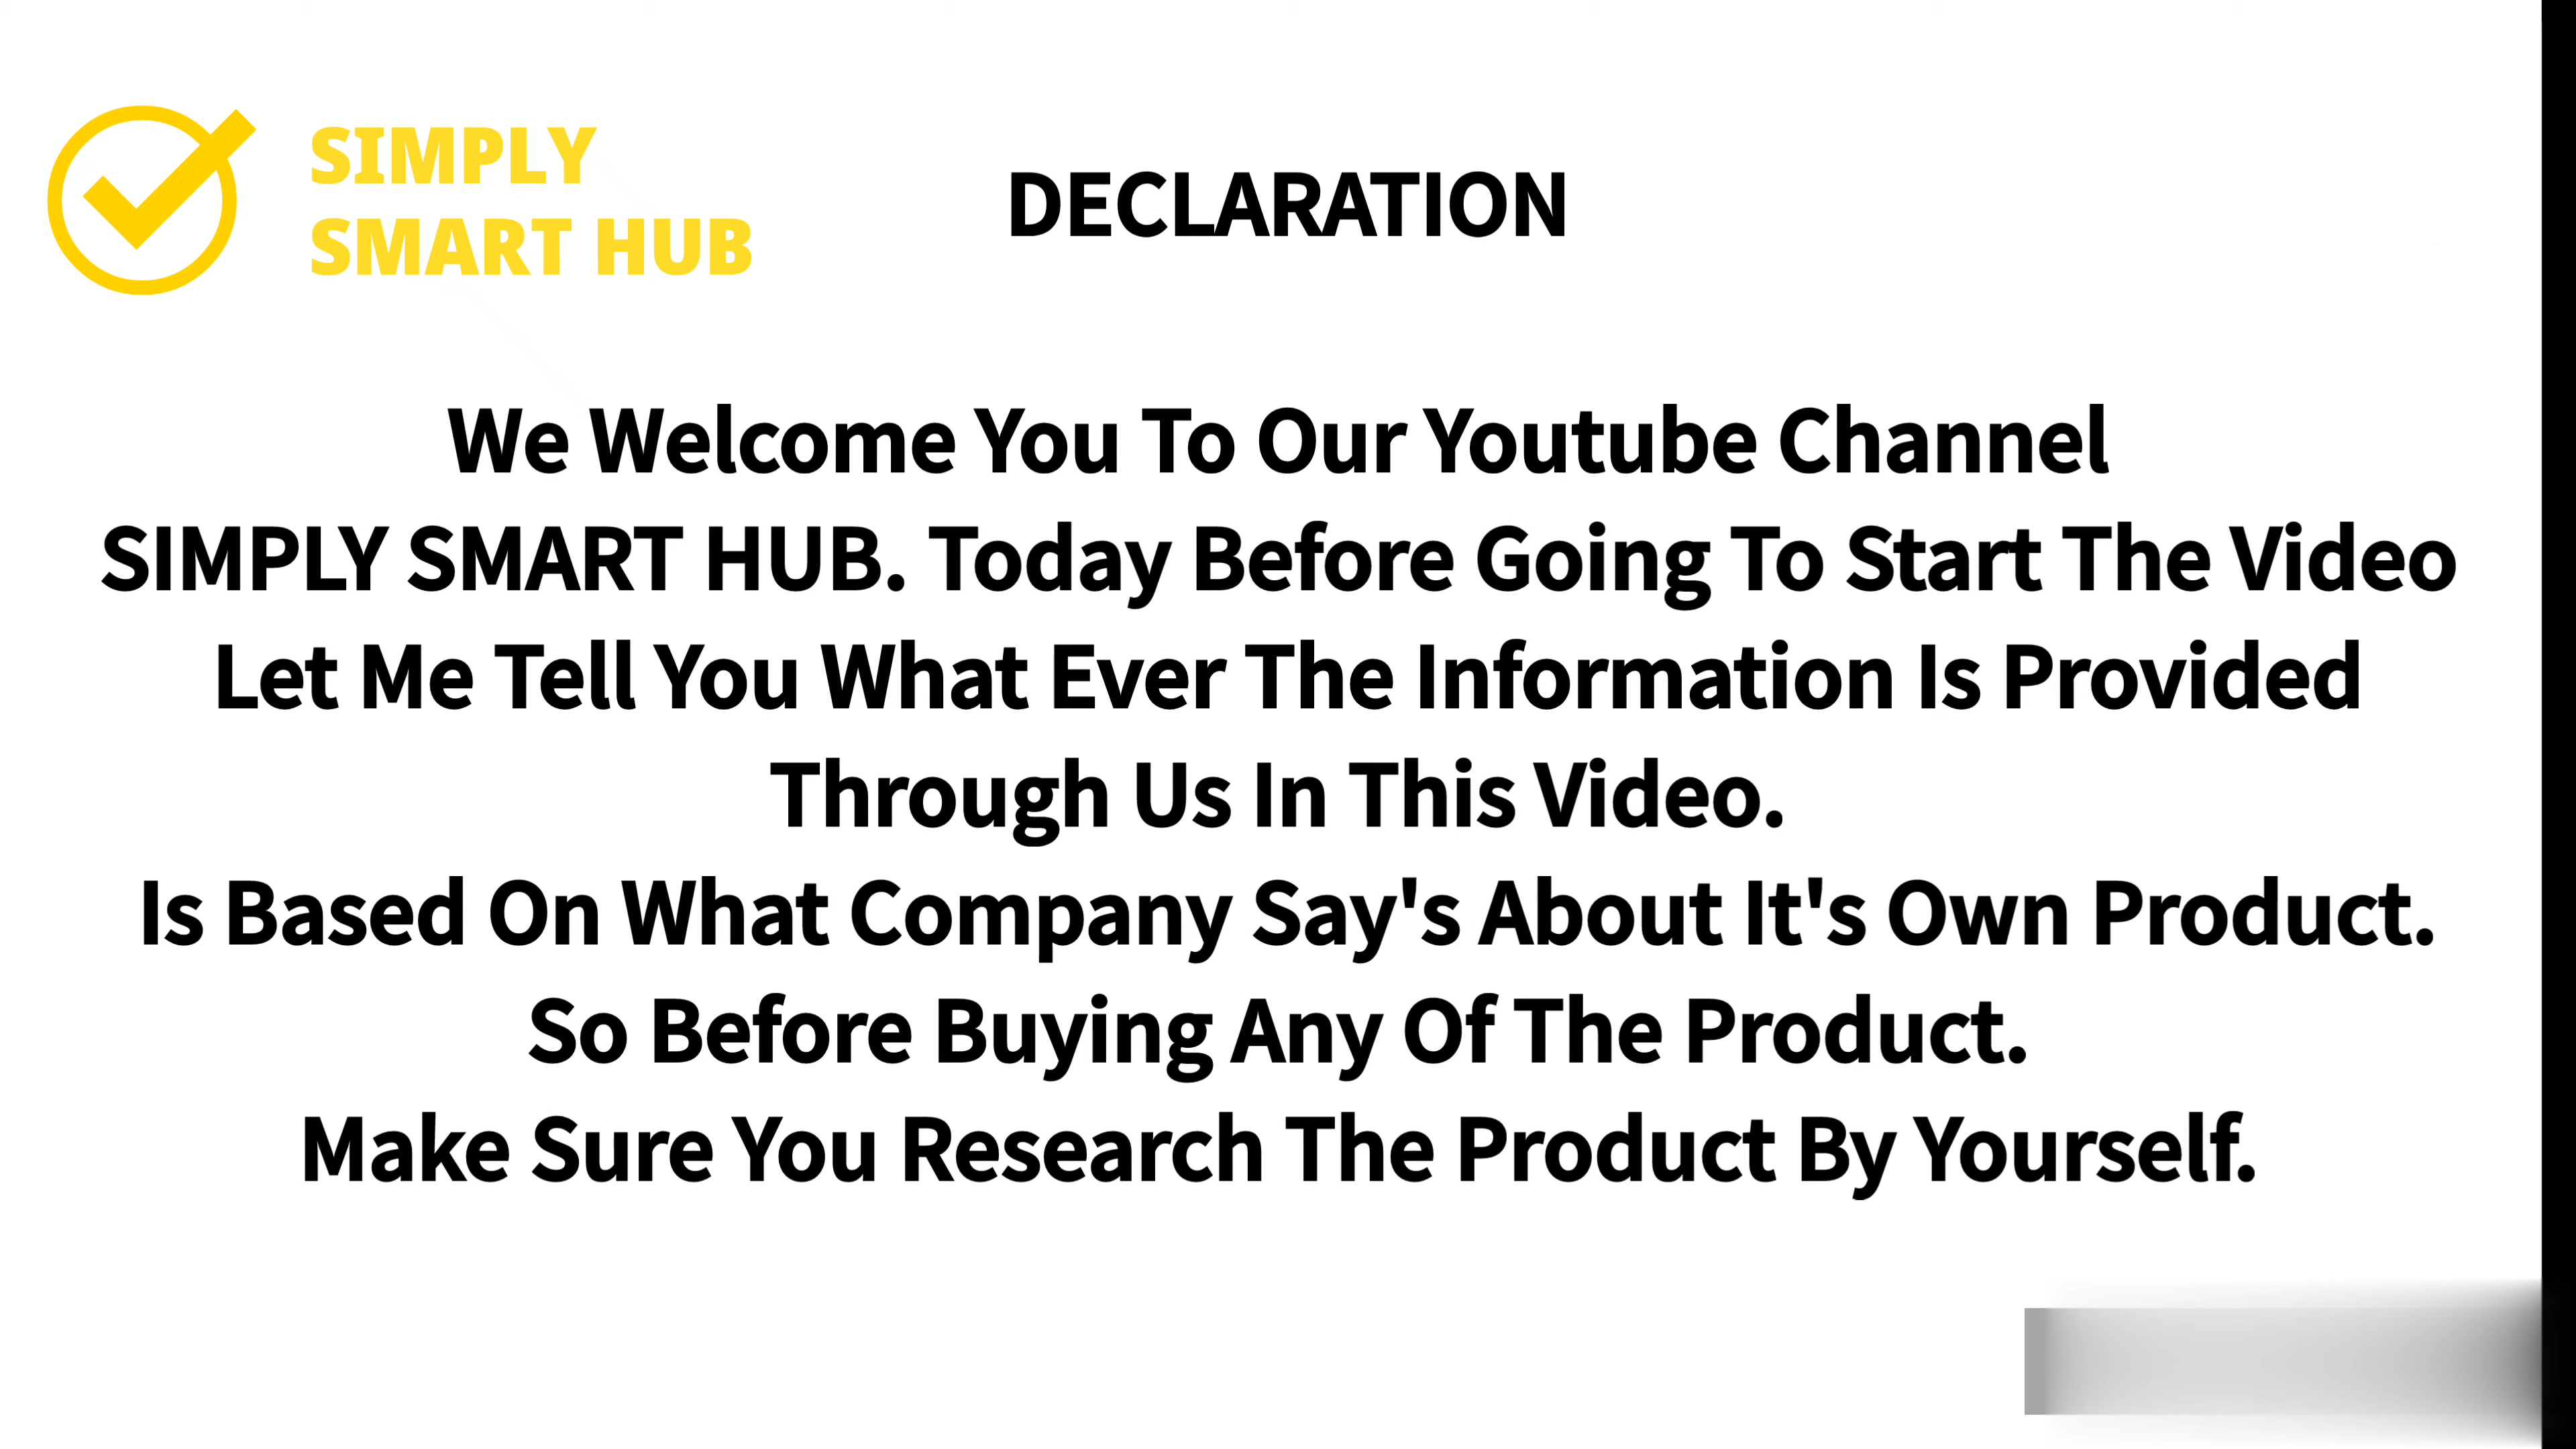 SIMPLY
SMART HUB
DECLARATION
We Welcome You To Our Youtube Channel
SIMPLY SMART HUB. Today Before Going To Start The Video
Let Me Tell You What Ever The Information Is Provided
Through Us In This Video.
Is Based On What Company Say's About It's Own Product.
So Before Buying Any Of The Product.
Make Sure You Research The Product By Yourself.